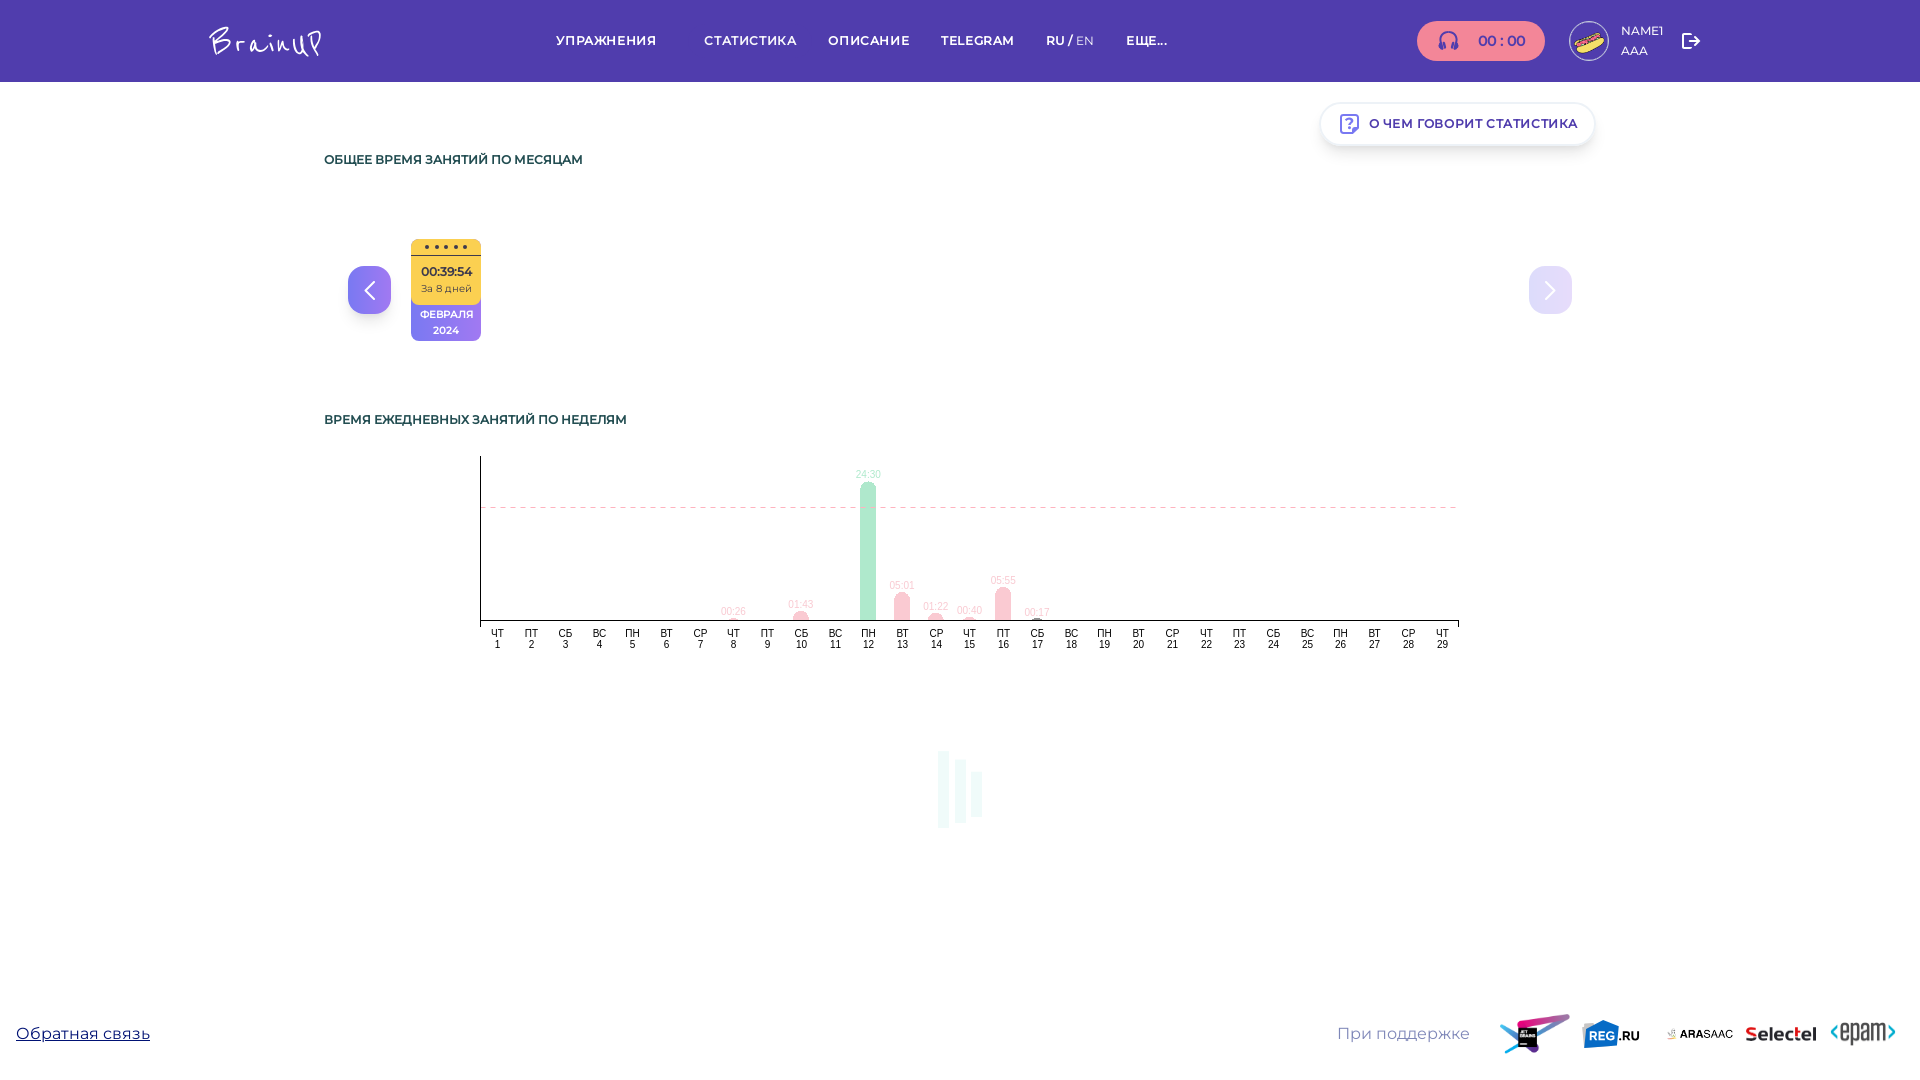 BrainUP
УПРАЖНЕНИЯ
СТАТИСТИКА
ОПИСАНИЕ
TELEGRAM
RU / EN
ЕЩЕ...
00 : 00
NAME1
AAA
О ЧЕМ ГОВОРИТ СТАТИСТИКА
ОБЩЕЕ ВРЕМЯ ЗАНЯТИЙ ПО МЕСЯЦАМ
00:39:54
За 8 дней
ФЕВРАЛЯ
2024
ВРЕМЯ ЕЖЕДНЕВНЫХ ЗАНЯТИЙ ПО НЕДЕЛЯМ
24:30
05:55
05:01
01:43
01:22
00:40
00:26
00:17
ЧТ ПТ СБ ВС ПН ВТ СР ЧТ ПТ СБ ВС ПН ВТ СР ЧТ ПТ СБ ВС ПН ВТ СР ЧТ ПТ СБ ВС ПН ВТ СР ЧТ
1 2 3 4 5 6 7 8 9 10 11 12 13 14 15 16 17 18 19 20 21 22 23 24 25 26 27 28 29
Обратная связь
При поддержке
JET
BRAINS
REG.RU
ARASAAC
Selectel
<epam>